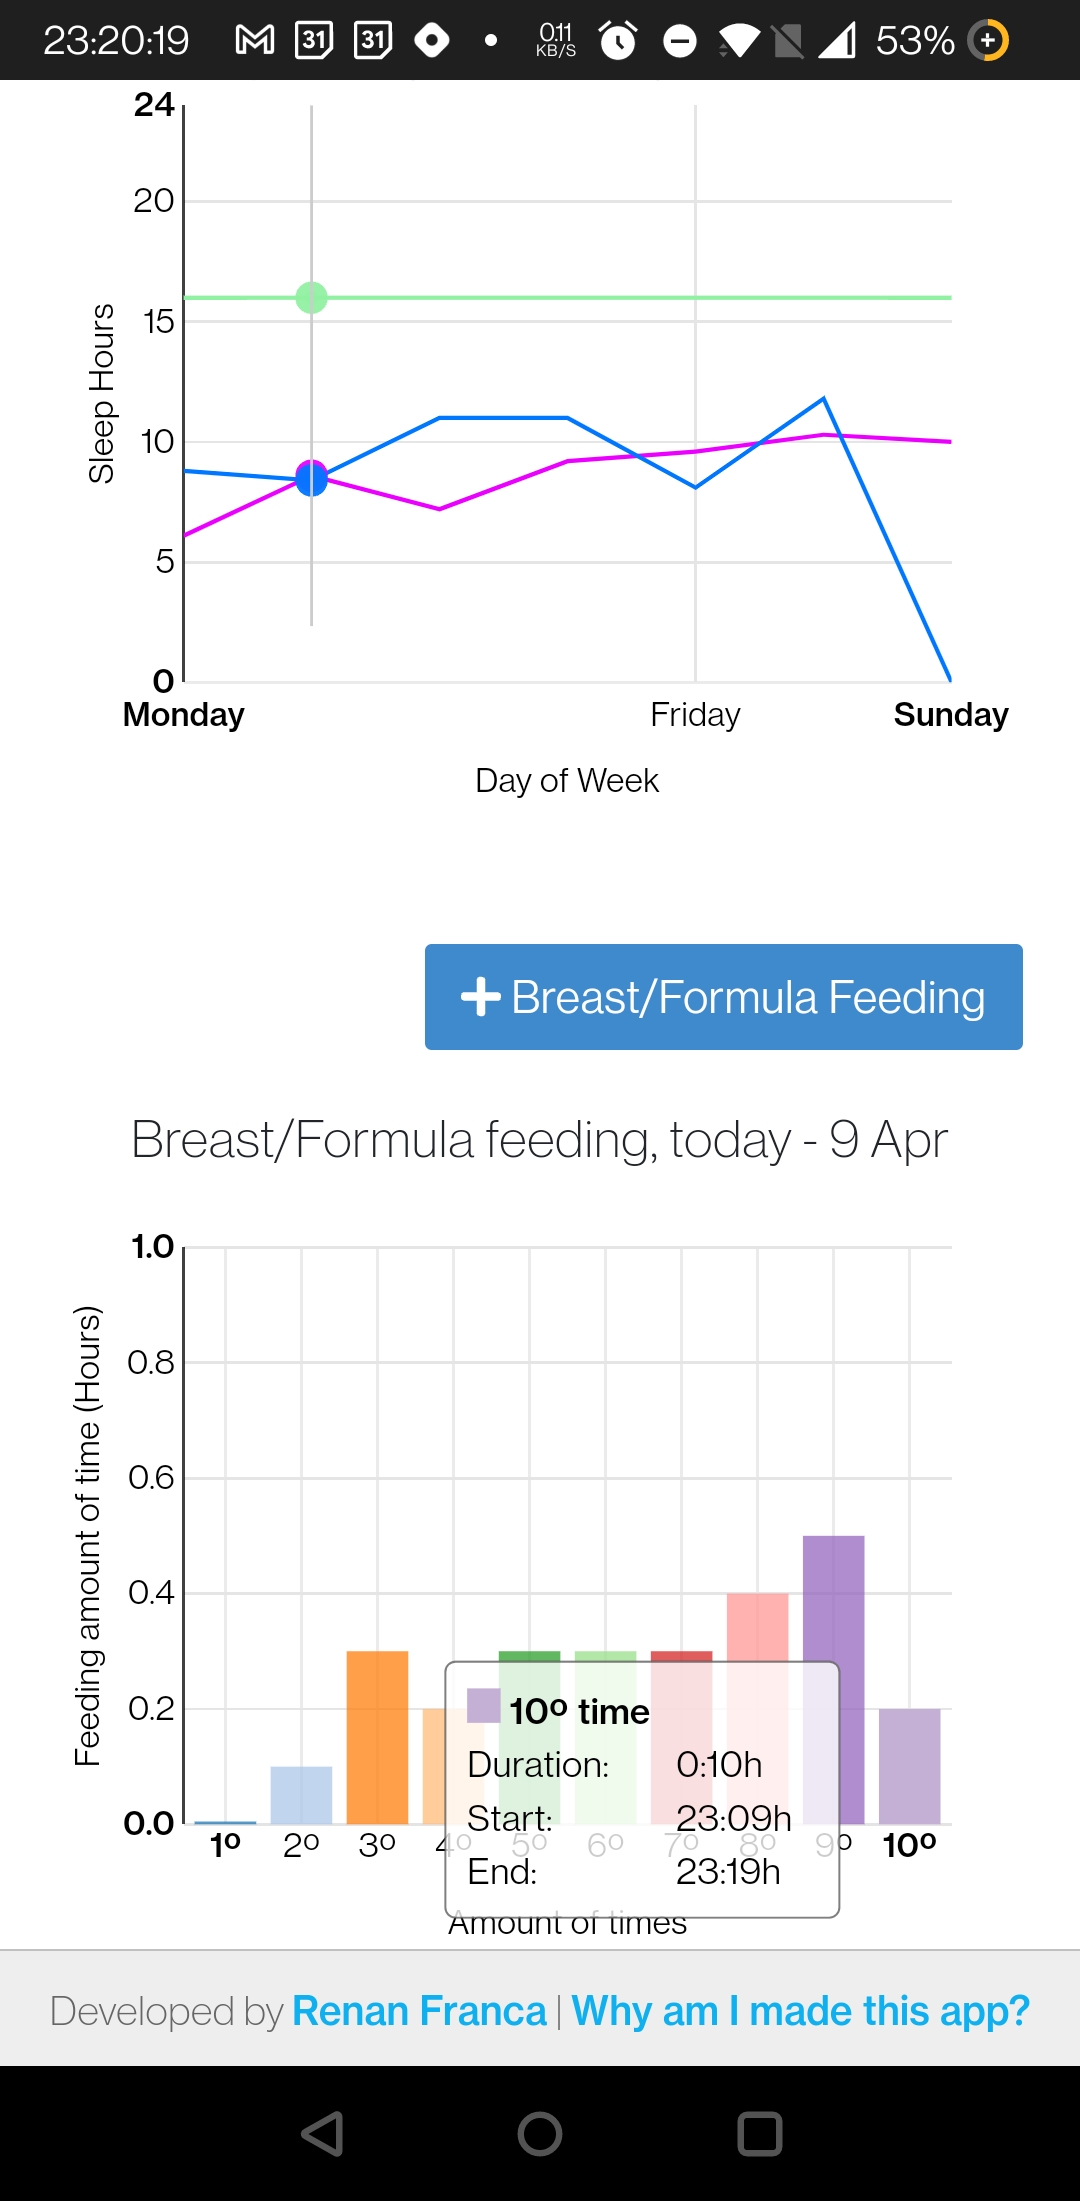 23:20:19 31 31 0.11 KB/S 53%
24
20
15
10
5
0
Sleep Hours
Monday Friday Sunday
Day of Week
Breast/Formula Feeding
Breast/Formula feeding, today - 9 Apr
1.0
0.8
0.6
0.4
0.2
0.0
Feeding amount of time (Hours)
10º time
Duration: 0:10h
Start: 23:09h
End: 23:19h
1º 2º 3º 4º 5º 6º 7º 8º 9º 10º
Amount of times
Developed by Renan Franca | Why am I made this app?